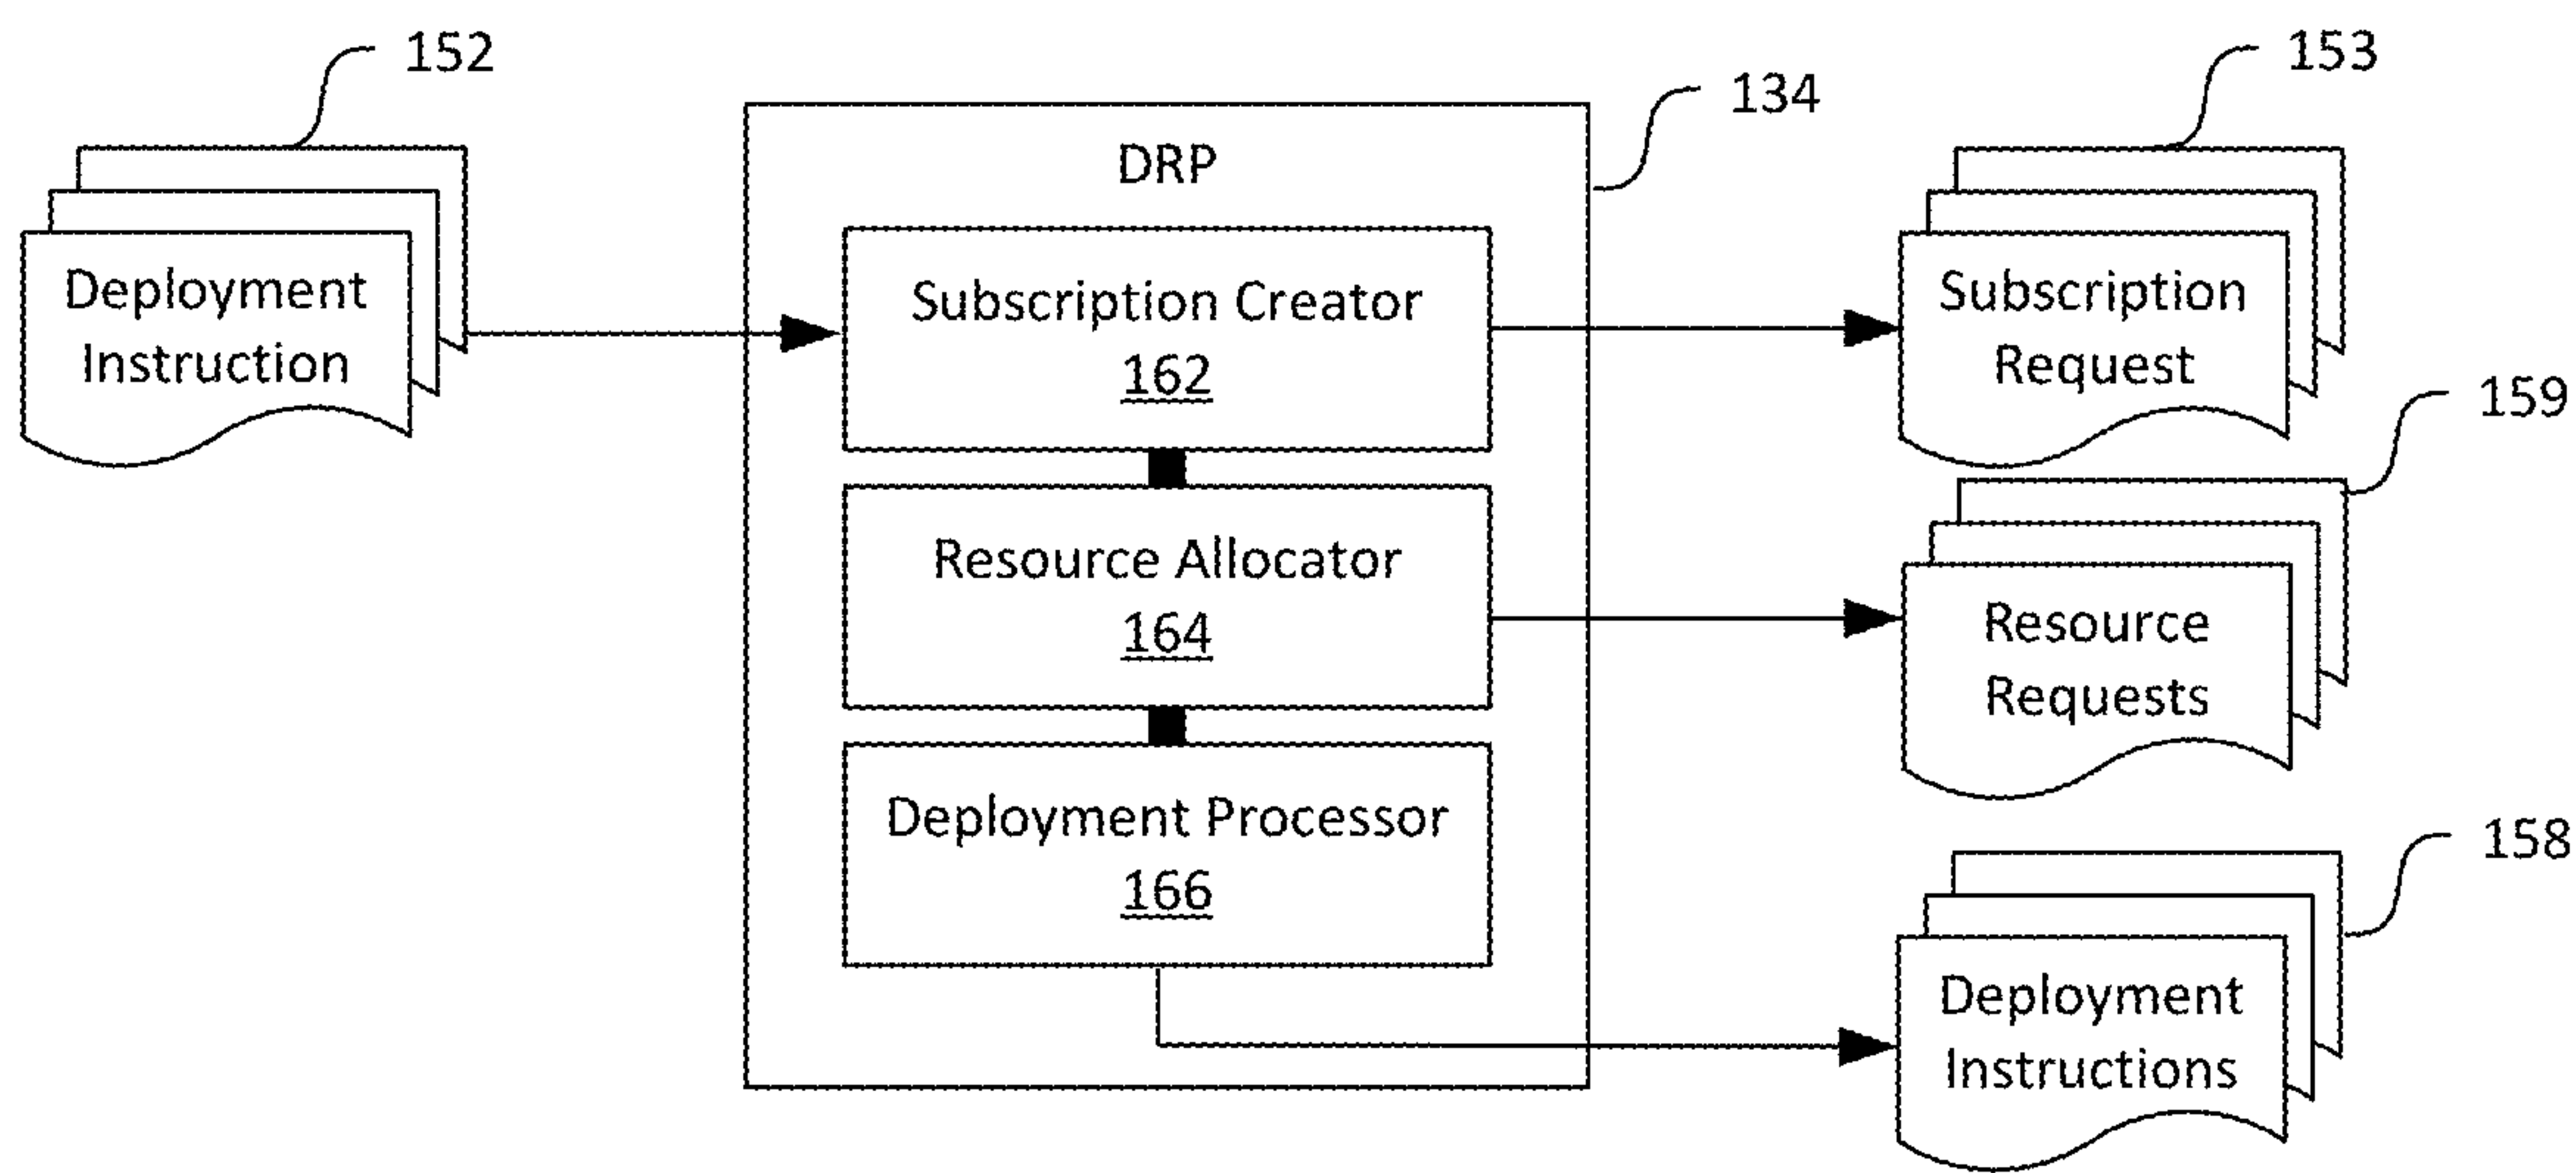 152
Deployment
Instruction
134
DRP
Subscription Creator
162
Resource Allocator
164
Deployment Processor
166
153
Subscription
Request
159
Resource
Requests
158
Deployment
Instructions